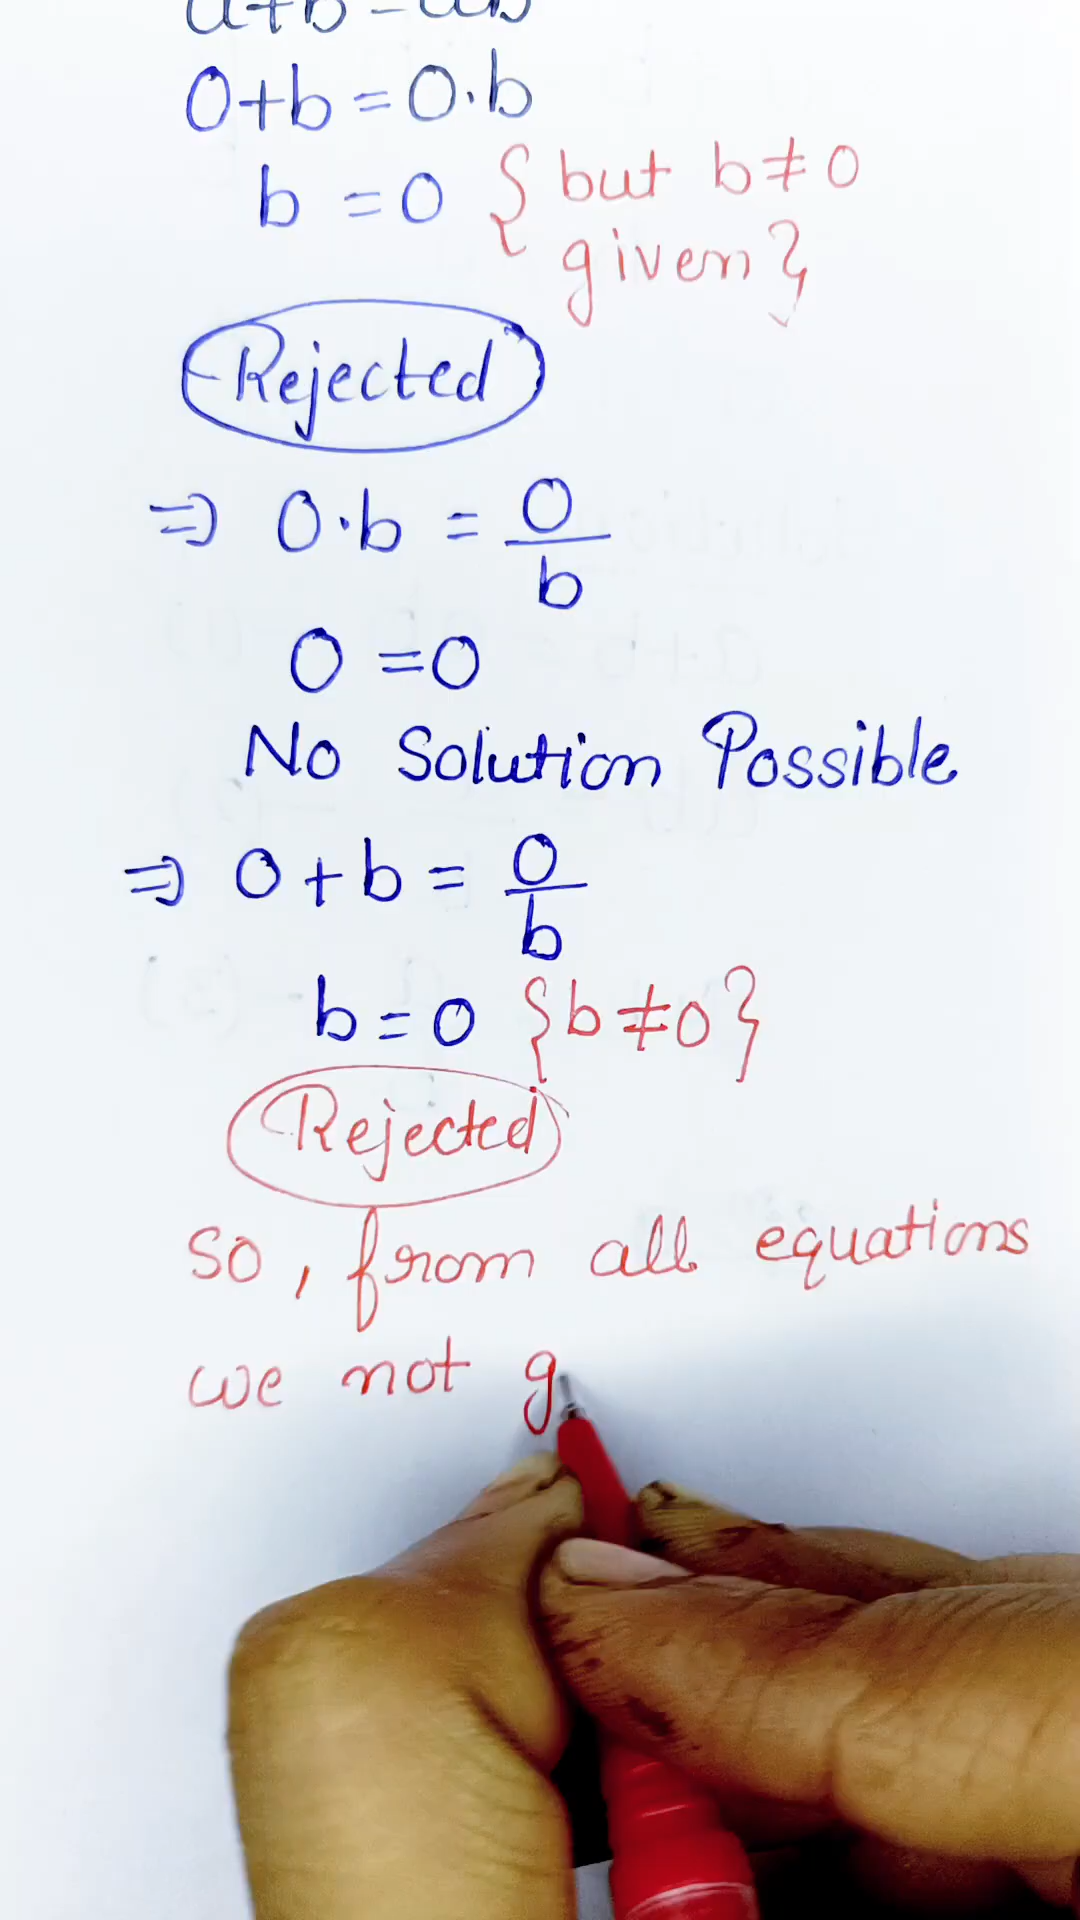 a+b=ab
0+b=0·b
b=0 {but b≠0
given}
Rejected
⇒ 0·b = 0/b
0=0
No Solution Possible
⇒ 0+b = 0/b
b=0 {b≠0}
Rejected
So, from all equations
we not g